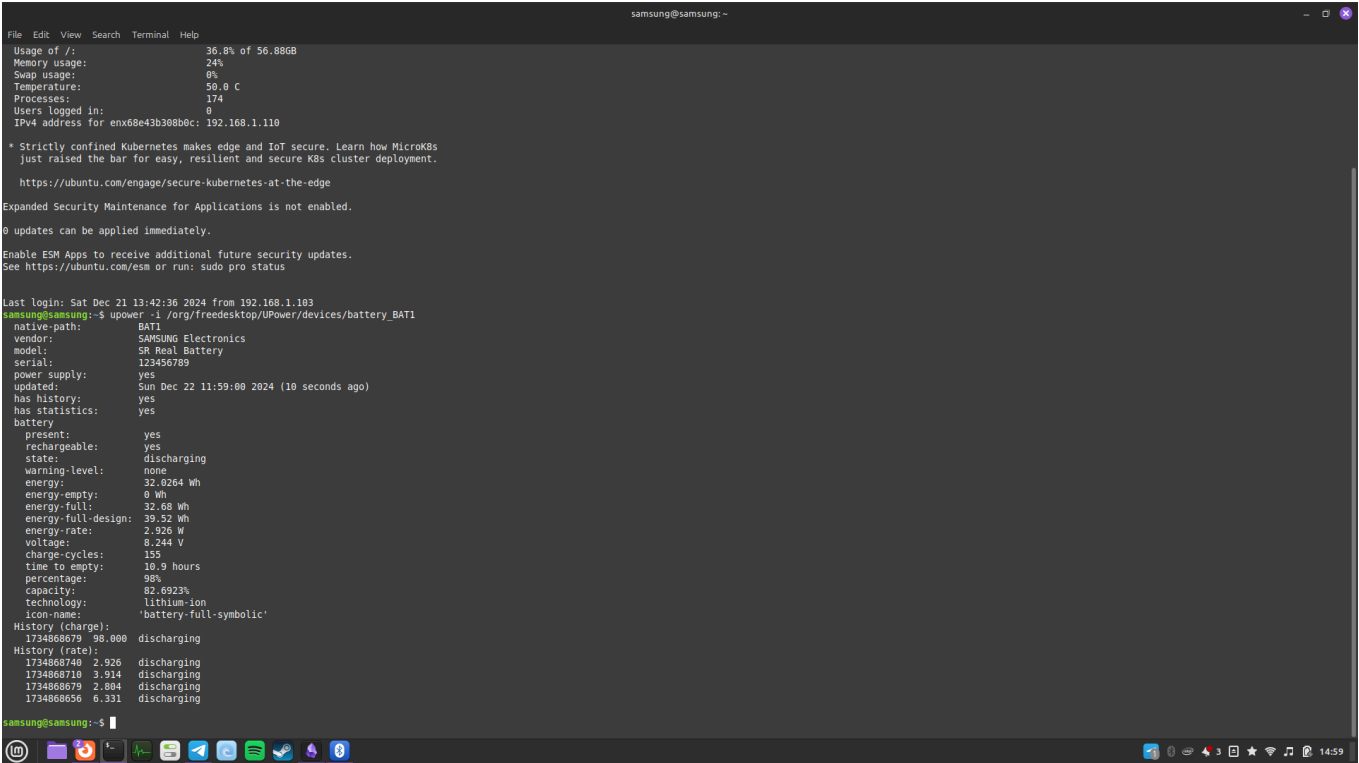 samsung@samsung: ~
File Edit View Search Terminal Help
Usage of /: 36.8% of 56.88GB
Memory usage: 24%
Swap usage: 0%
Temperature: 50.0 C
Processes: 174
Users logged in: 0
IPv4 address for enx68e43b308b0c: 192.168.1.110
* Strictly confined Kubernetes makes edge and IoT secure. Learn how MicroK8s
just raised the bar for easy, resilient and secure K8s cluster deployment.
https://ubuntu.com/engage/secure-kubernetes-at-the-edge
Expanded Security Maintenance for Applications is not enabled.
0 updates can be applied immediately.
Enable ESM Apps to receive additional future security updates.
See https://ubuntu.com/esm or run: sudo pro status
Last login: Sat Dec 21 13:42:36 2024 from 192.168.1.103
samsung@samsung:~$ upower -i /org/freedesktop/UPower/devices/battery_BAT1
native-path: BAT1
vendor: SAMSUNG Electronics
model: SR Real Battery
serial: 123456789
power supply: yes
updated: Sun Dec 22 11:59:00 2024 (10 seconds ago)
has history: yes
has statistics: yes
battery
present: yes
rechargeable: yes
state: discharging
warning-level: none
energy: 32.0264 Wh
energy-empty: 0 Wh
energy-full: 32.68 Wh
energy-full-design: 39.52 Wh
energy-rate: 2.926 W
voltage: 8.244 V
charge-cycles: 155
time to empty: 10.9 hours
percentage: 98%
capacity: 82.6923%
technology: lithium-ion
icon-name: 'battery-full-symbolic'
History (charge):
1734868679 98.000 discharging
History (rate):
1734868740 2.926 discharging
1734868710 3.914 discharging
1734868679 2.804 discharging
1734868656 6.331 discharging
samsung@samsung:~$
2
3 14:59